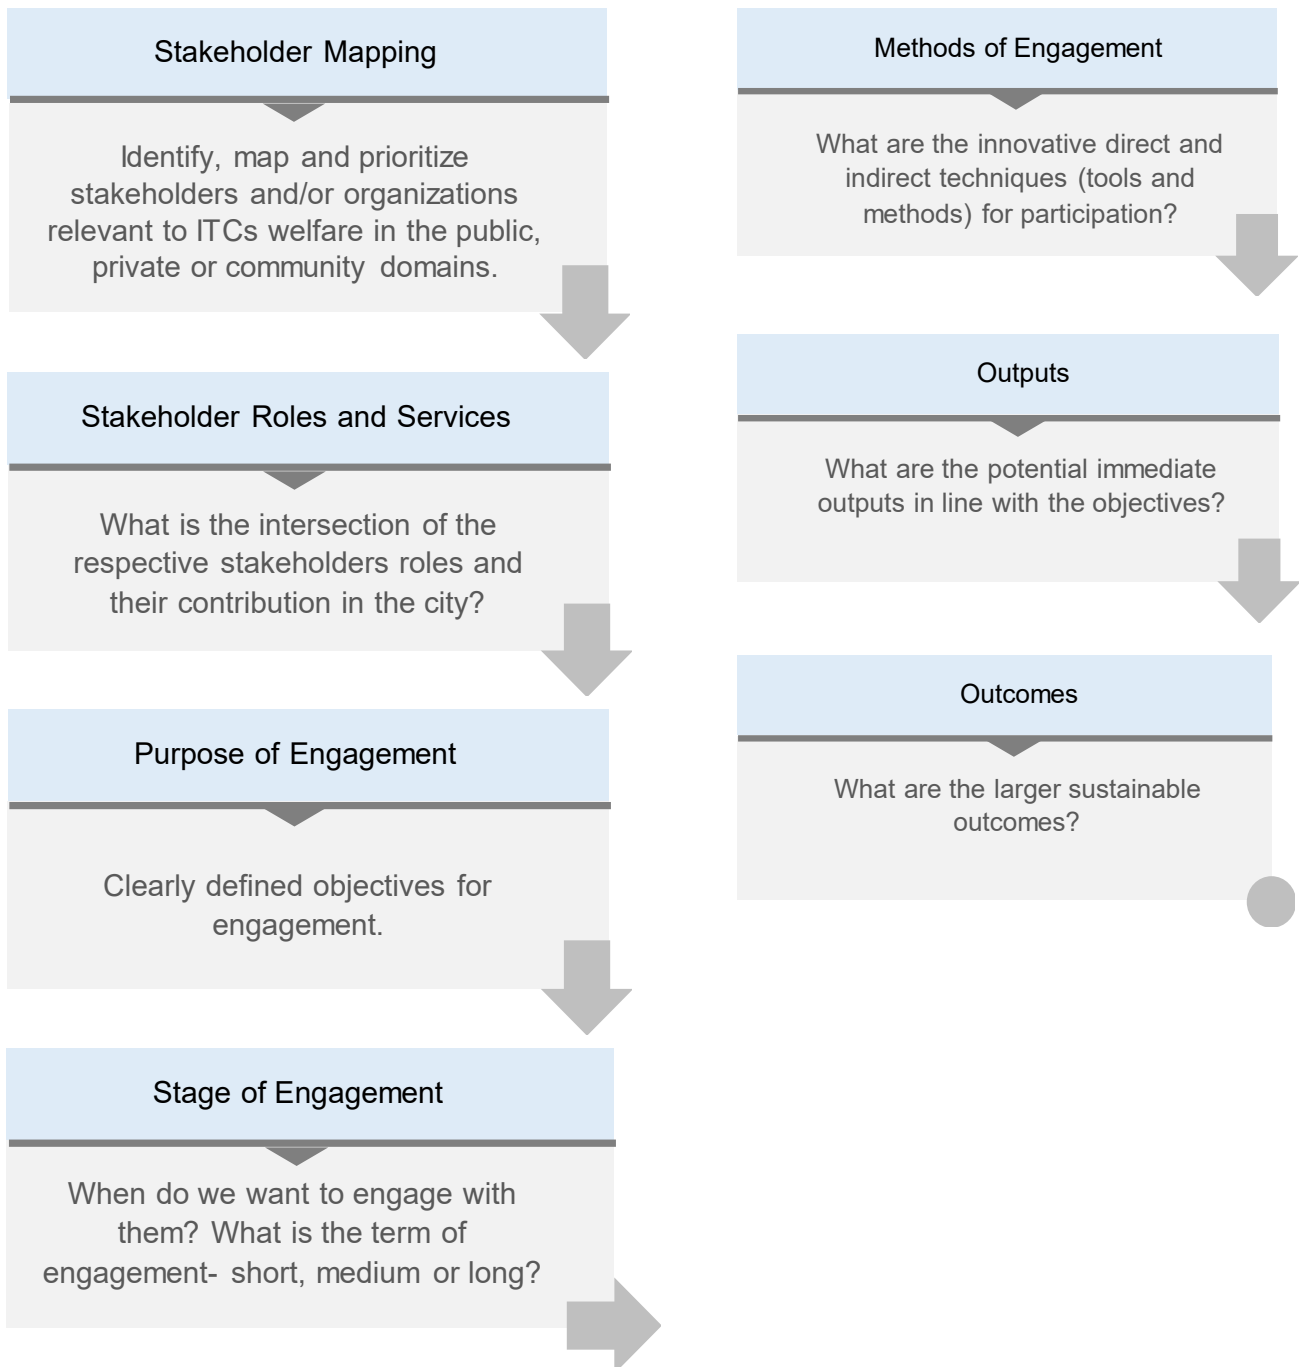 Stakeholder Mapping
Identify, map and prioritize
stakeholders and/or organizations
relevant to ITCs welfare in the public,
private or community domains.
Stakeholder Roles and Services
What is the intersection of the
respective stakeholders roles and
their contribution in the city?
Purpose of Engagement
Clearly defined objectives for
engagement.
Stage of Engagement
When do we want to engage with
them? What is the term of
engagement- short, medium or long?
Methods of Engagement
What are the innovative direct and
indirect techniques (tools and
methods) for participation?
Outputs
What are the potential immediate
outputs in line with the objectives?
Outcomes
What are the larger sustainable
outcomes?